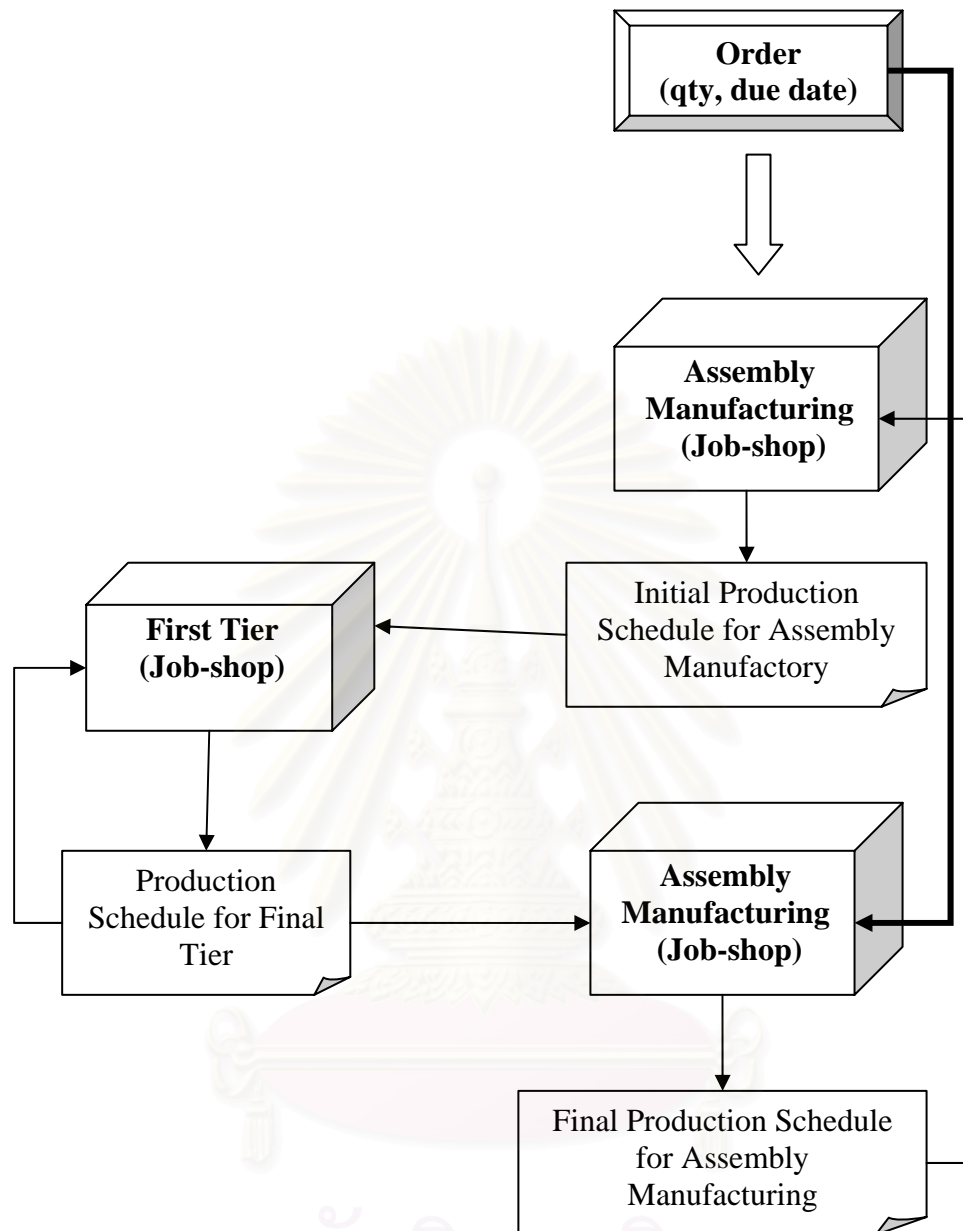 Order
(qty, due date)
Assembly
Manufacturing
(Job-shop)
Initial Production
Schedule for Assembly
Manufactory
First Tier
(Job-shop)
Production
Schedule for Final
Tier
Assembly
Manufacturing
(Job-shop)
Final Production Schedule
for Assembly
Manufacturing